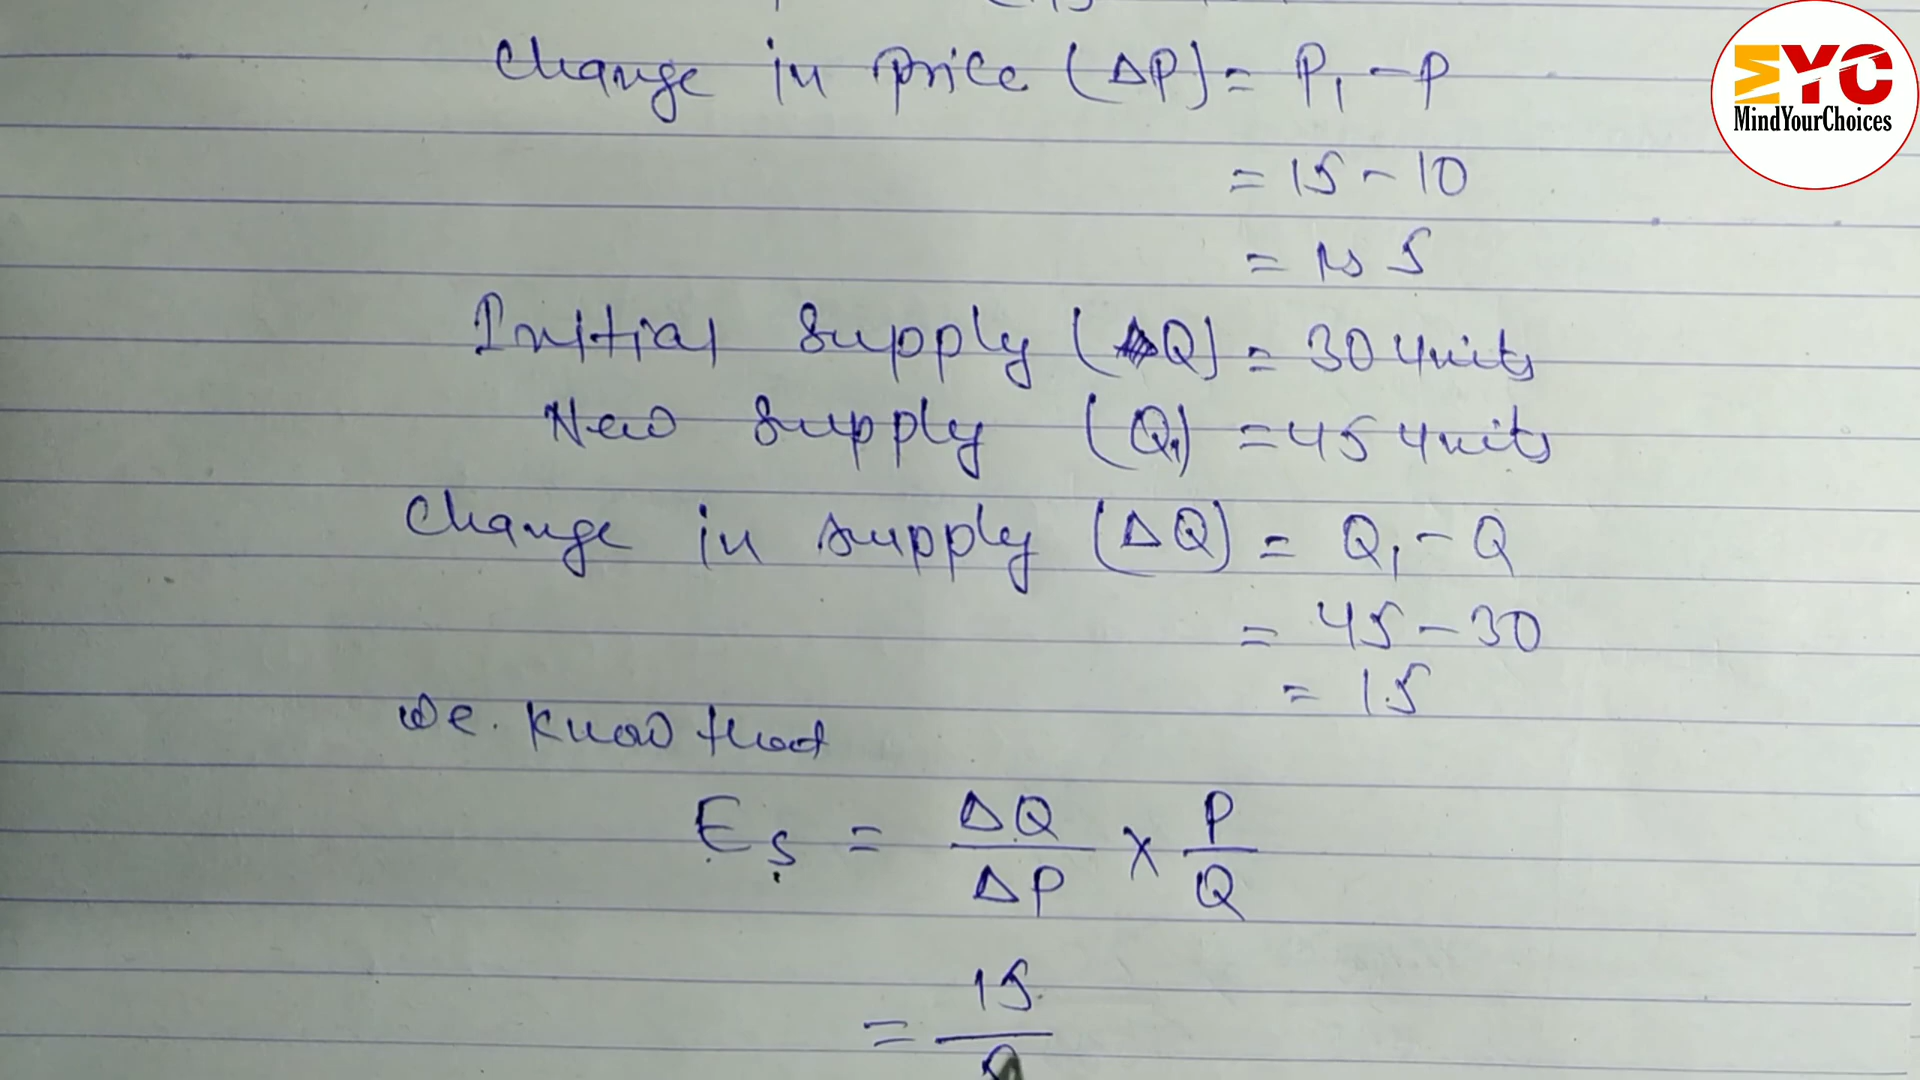 Change in price (ΔP) = P₁ - P
= 15 - 10
= Rs 5
Initial Supply (Q) = 30 Units
New Supply (Q₁) = 45 Units
Change in supply (ΔQ) = Q₁ - Q
= 45 - 30
= 15
We know that
Es = ΔQ/ΔP × P/Q
= 15/
MYC
MindYourChoices